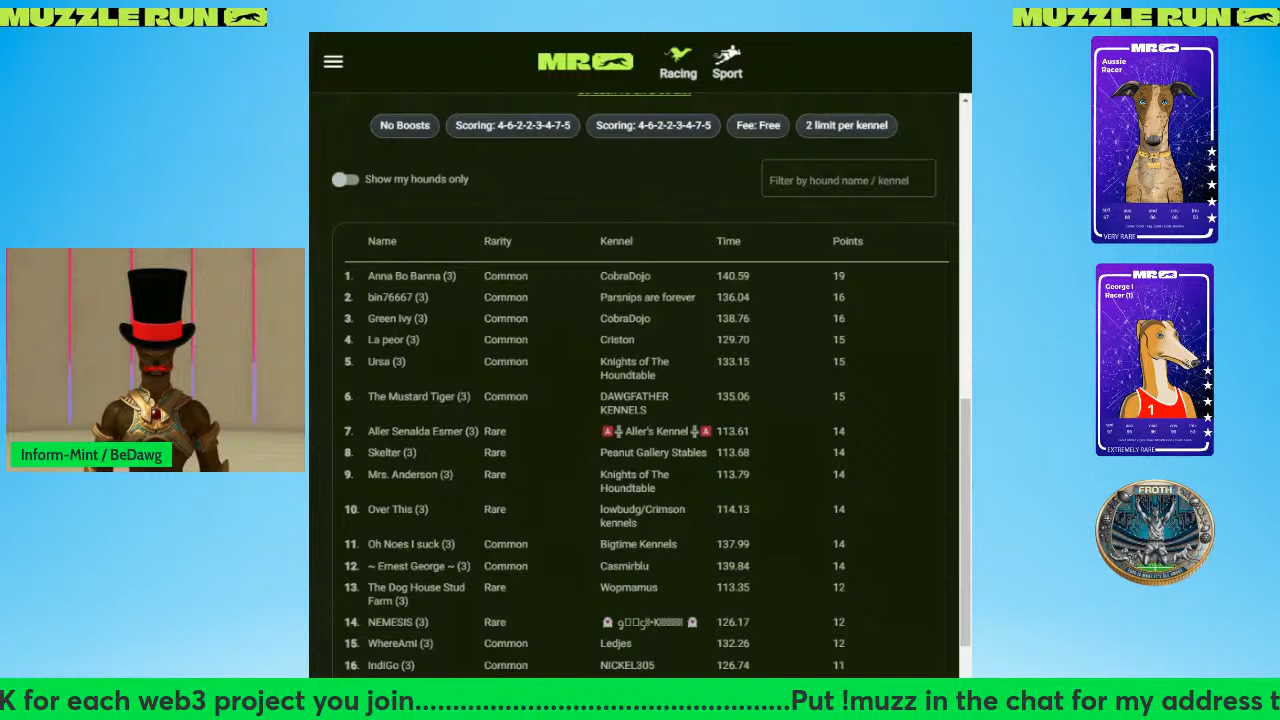 MUZZLE RUN
MUZZLE RUN
MR
Racing
Sport
No Boosts
Scoring: 4-6-2-2-3-4-7-5
Scoring: 4-6-2-2-3-4-7-5
Fee: Free
2 limit per kennel
Show my hounds only
Filter by hound name / kennel
Name Rarity Kennel Time Points
1. Anna Bo Banna (3) Common CobraDojo 140.59 19
2. bin76667 (3) Common Parsnips are forever 136.04 16
3. Green Ivy (3) Common CobraDojo 138.76 16
4. La peor (3) Common Criston 129.70 15
5. Ursa (3) Common Knights of The Houndtable 133.15 15
6. The Mustard Tiger (3) Common DAWGFATHER KENNELS 135.06 15
7. Aller Senalda Esmer (3) Rare 🅰╬ Aller's Kennel ╬🅰 113.61 14
8. Skelter (3) Rare Peanut Gallery Stables 113.68 14
9. Mrs. Anderson (3) Rare Knights of The Houndtable 113.79 14
10. Over This (3) Rare lowbudg/Crimson kennels 114.13 14
11. Oh Noes I suck (3) Common Bigtime Kennels 137.99 14
12. ~ Ernest George ~ (3) Common Casmirblu 139.84 14
13. The Dog House Stud Farm (3) Rare Wopmamus 113.35 12
14. NEMESIS (3) Rare 126.17 12
15. WhereAmI (3) Common Ledjes 132.26 12
16. IndiGo (3) Common NICKEL305 126.74 11
Inform-Mint / BeDawg
MR
Aussie
Racer
VERY RARE
MR
George I
Racer (1)
1
EXTREMELY RARE
FROTH
K for each web3 project you join.................................................Put !muzz in the chat for my address t